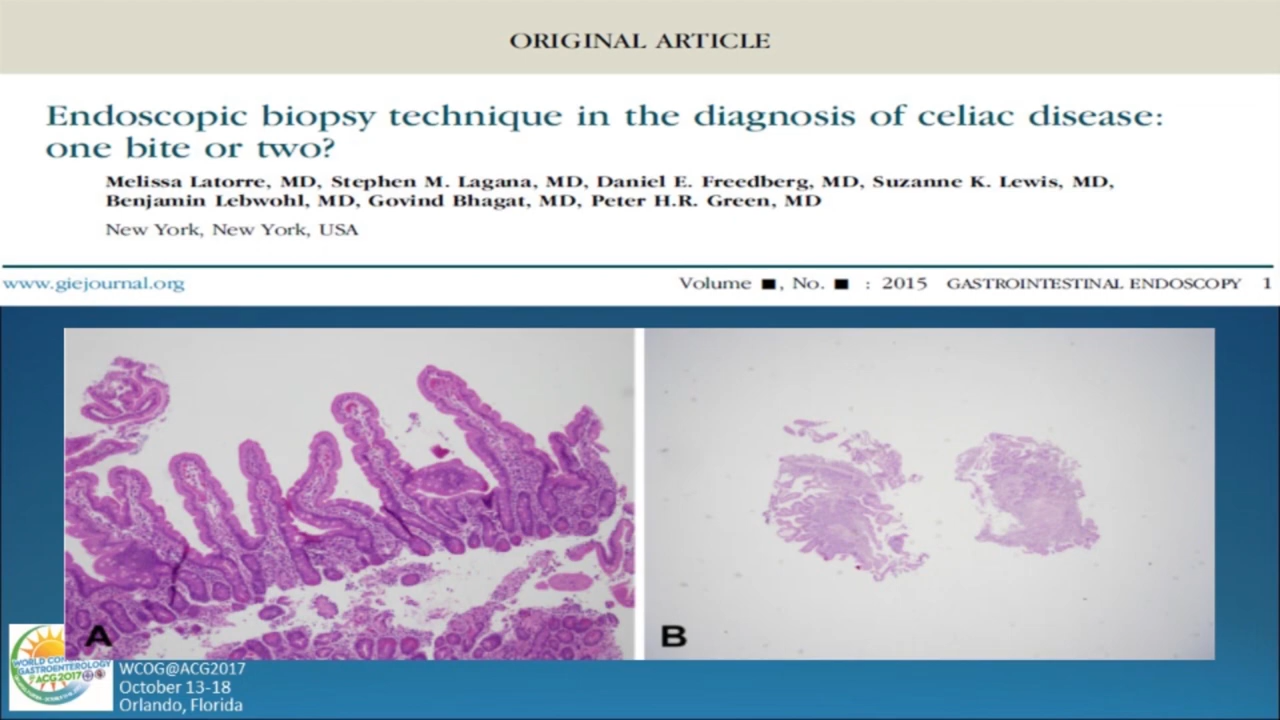 ORIGINAL ARTICLE
Endoscopic biopsy technique in the diagnosis of celiac disease:
one bite or two?
Melissa Latorre, MD, Stephen M. Lagana, MD, Daniel E. Freedberg, MD, Suzanne K. Lewis, MD,
Benjamin Lebwohl, MD, Govind Bhagat, MD, Peter H.R. Green, MD
New York, New York, USA
www.giejournal.org
Volume ■, No. ■ : 2015 GASTROINTESTINAL ENDOSCOPY 1
A
B
GASTROENTEROLOGY
ACG2017
WCOG@ACG2017
October 13-18
Orlando, Florida